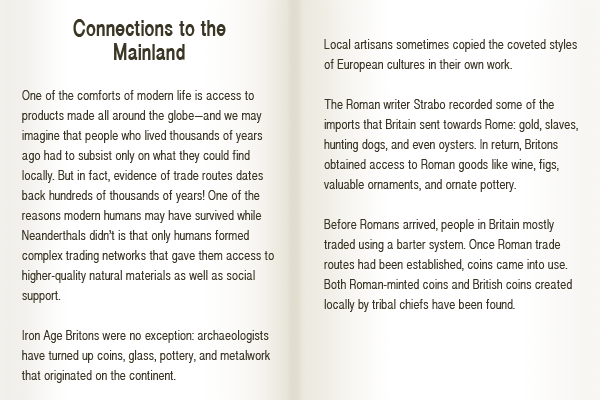 Connections to the
Mainland
One of the comforts of modern life is access to
products made all around the globe—and we may
imagine that people who lived thousands of years
ago had to subsist only on what they could find
locally. But in fact, evidence of trade routes dates
back hundreds of thousands of years! One of the
reasons modern humans may have survived while
Neanderthals didn't is that only humans formed
complex trading networks that gave them access to
higher-quality natural materials as well as social
support.
Iron Age Britons were no exception: archaeologists
have turned up coins, glass, pottery, and metalwork
that originated on the continent.
Local artisans sometimes copied the coveted styles
of European cultures in their own work.
The Roman writer Strabo recorded some of the
imports that Britain sent towards Rome: gold, slaves,
hunting dogs, and even oysters. In return, Britons
obtained access to Roman goods like wine, figs,
valuable ornaments, and ornate pottery.
Before Romans arrived, people in Britain mostly
traded using a barter system. Once Roman trade
routes had been established, coins came into use.
Both Roman-minted coins and British coins created
locally by tribal chiefs have been found.